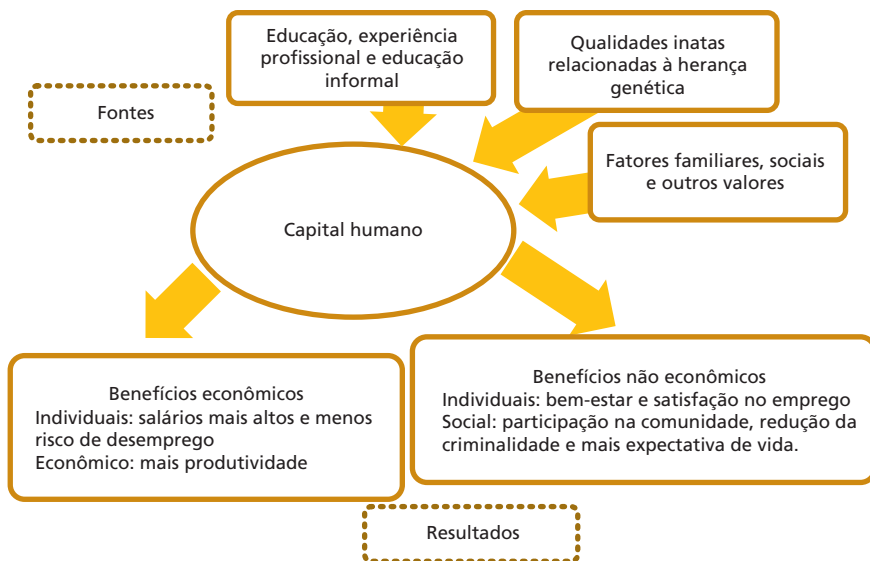 Educação, experiência
profissional e educação
informal
Qualidades inatas
relacionadas à herança
genética
Fontes
Fatores familiares, sociais
e outros valores
Capital humano
Benefícios econômicos
Individuais: salários mais altos e menos
risco de desemprego
Econômico: mais produtividade
Benefícios não econômicos
Individuais: bem-estar e satisfação no emprego
Social: participação na comunidade, redução da
criminalidade e mais expectativa de vida.
Resultados